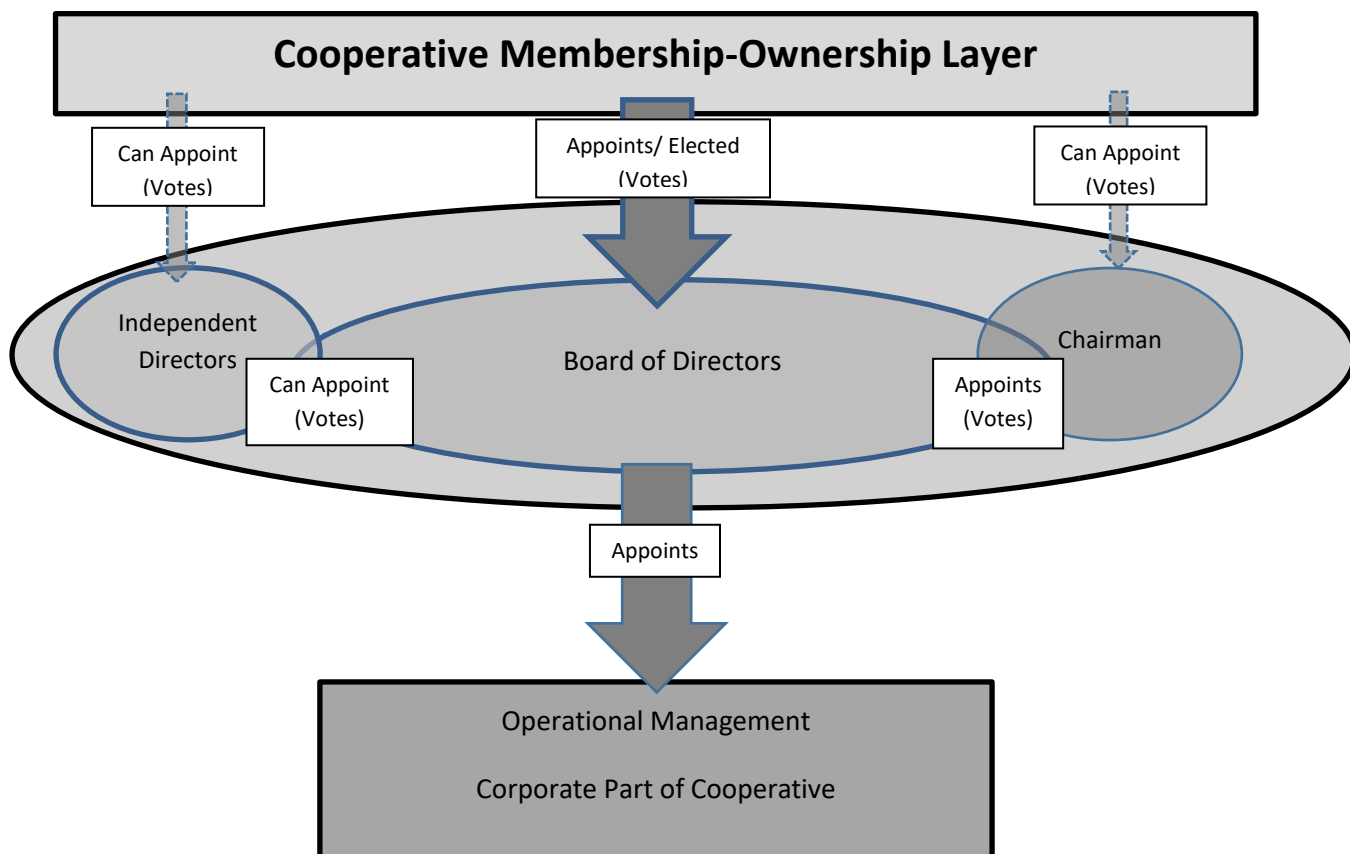 Cooperative Membership-Ownership Layer
Can Appoint
(Votes)
Appoints/ Elected
(Votes)
Can Appoint
(Votes)
Independent
Directors
Board of Directors
Chairman
Can Appoint
(Votes)
Appoints
(Votes)
Appoints
Operational Management
Corporate Part of Cooperative